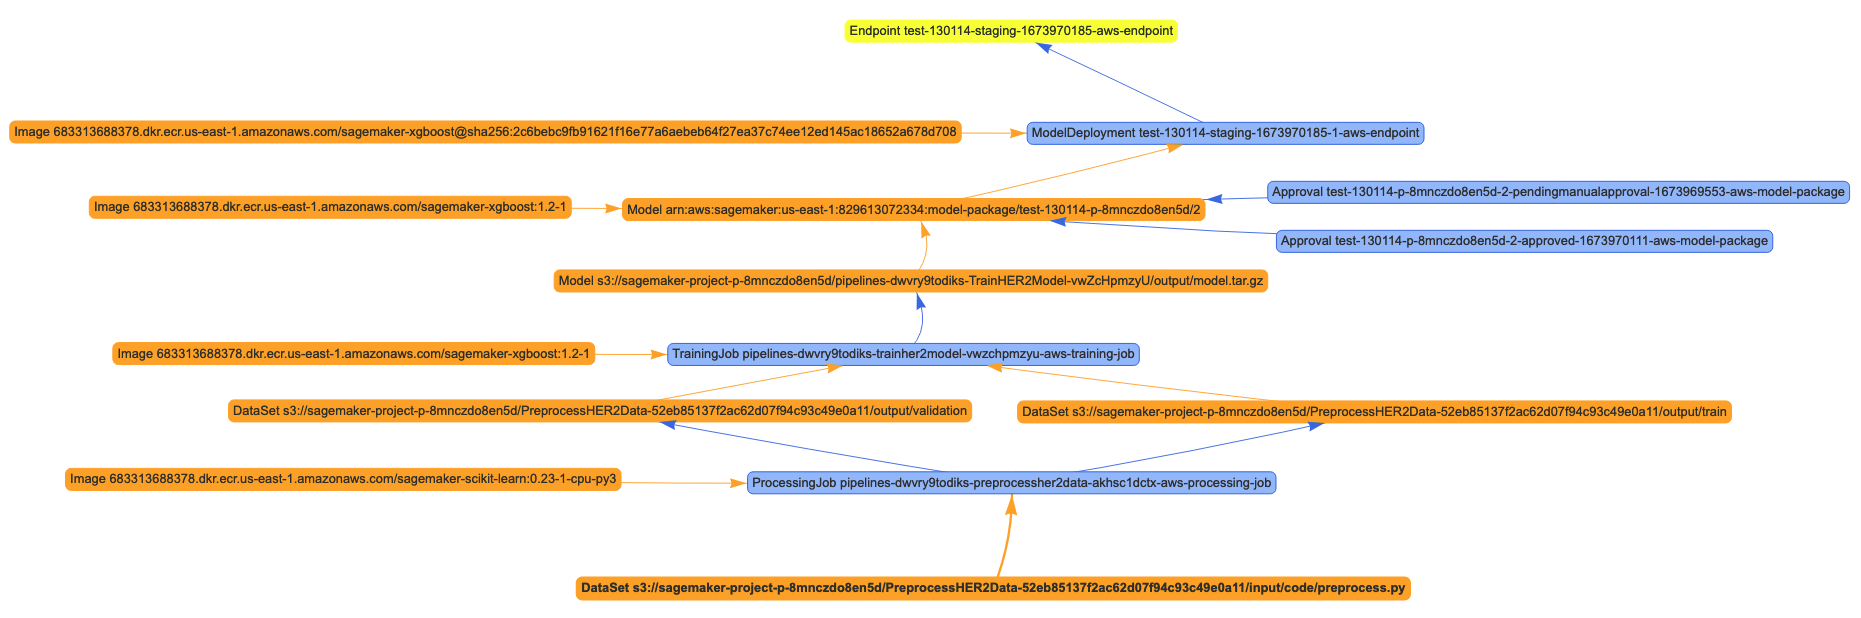 Endpoint test-130114-staging-1673970185-aws-endpoint
Image 683313688378.dkr.ecr.us-east-1.amazonaws.com/sagemaker-xgboost@sha256:2c6bebc9fb91621f16e77a6aebeb64f27ea37c74ee12ed145ac18652a678d708
ModelDeployment test-130114-staging-1673970185-1-aws-endpoint
Approval test-130114-p-8mnczdo8en5d-2-pendingmanualapproval-1673969553-aws-model-package
Image 683313688378.dkr.ecr.us-east-1.amazonaws.com/sagemaker-xgboost:1.2-1
Model arn:aws:sagemaker:us-east-1:829613072334:model-package/test-130114-p-8mnczdo8en5d/2
Approval test-130114-p-8mnczdo8en5d-2-approved-1673970111-aws-model-package
Model s3://sagemaker-project-p-8mnczdo8en5d/pipelines-dwvry9todiks-TrainHER2Model-vwZcHpmzyU/output/model.tar.gz
Image 683313688378.dkr.ecr.us-east-1.amazonaws.com/sagemaker-xgboost:1.2-1
TrainingJob pipelines-dwvry9todiks-trainher2model-vwzchpmzyu-aws-training-job
DataSet s3://sagemaker-project-p-8mnczdo8en5d/PreprocessHER2Data-52eb85137f2ac62d07f94c93c49e0a11/output/validation
DataSet s3://sagemaker-project-p-8mnczdo8en5d/PreprocessHER2Data-52eb85137f2ac62d07f94c93c49e0a11/output/train
Image 683313688378.dkr.ecr.us-east-1.amazonaws.com/sagemaker-scikit-learn:0.23-1-cpu-py3
ProcessingJob pipelines-dwvry9todiks-preprocessher2data-akhsc1dctx-aws-processing-job
DataSet s3://sagemaker-project-p-8mnczdo8en5d/PreprocessHER2Data-52eb85137f2ac62d07f94c93c49e0a11/input/code/preprocess.py